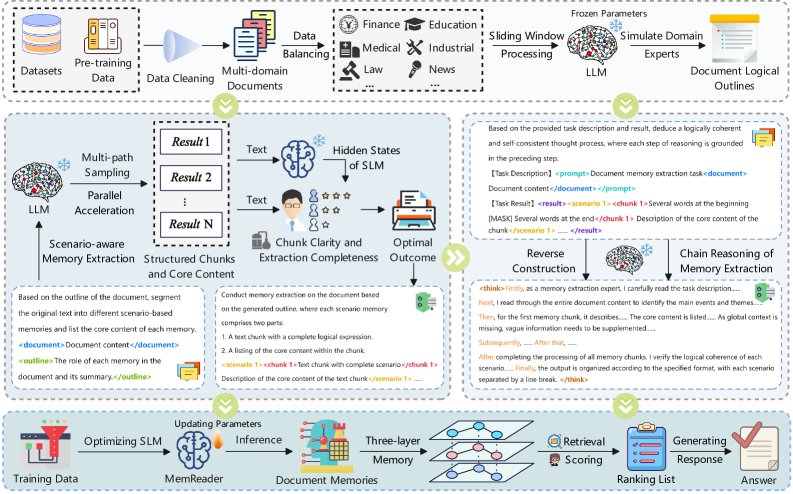 Datasets
Pre-training
Data
Data Cleaning
Multi-domain
Documents
Data
Balancing
Finance
Education
Medical
Industrial
Law
News
...
...
Sliding Window
Processing
Frozen Parameters
LLM
Simulate Domain
Experts
Document Logical
Outlines
LLM
Multi-path
Sampling
Parallel
Acceleration
Scenario-aware
Memory Extraction
Result 1
Result 2
⋮
Result N
Structured Chunks
and Core Content
Text
Text
Hidden States
of SLM
Chunk Clarity and
Extraction Completeness
Optimal
Outcome
Based on the outline of the document, segment
the original text into different scenario-based
memories and list the core content of each memory.
<document>Document content</document>
<outline>The role of each memory in the
document and its summary.</outline>
Conduct memory extraction on the document based
on the generated outline, where each scenario memory
comprises two parts:
1. A text chunk with a complete logical expression.
2. A listing of the core content within the chunk.
<scenario 1><chunk 1>Text chunk with complete scenario</chunk 1>
Description of the core content of the text chunk</scenario 1> ......
Based on the provided task description and result, deduce a logically coherent
and self-consistent thought process, where each step of reasoning is grounded
in the preceding step.
【Task Description】<prompt>Document memory extraction task<document>
Document content</document></prompt>
【Task Result】<result><scenario 1><chunk 1>Several words at the beginning
[MASK] Several words at the end</chunk 1> Description of the core content of the
chunk</scenario 1> ...... </result>
Reverse
Construction
LLM
Chain Reasoning of
Memory Extraction
<think>Firstly, as a memory extraction expert, I carefully read the task description......
Next, I read through the entire document content to identify the main events and themes......
Then, for the first memory chunk, it describes...... The core content is listed...... As global context is
missing, vague information needs to be supplemented......
Subsequently, ...... After that, ......
After completing the processing of all memory chunks, I verify the logical coherence of each
scenario...... Finally, the output is organized according to the specified format, with each scenario
separated by a line break. </think>
Training Data
Optimizing SLM
Updating Parameters
MemReader
Inference
Document Memories
Three-layer
Memory
Retrieval
Scoring
Ranking List
Generating
Response
Answer